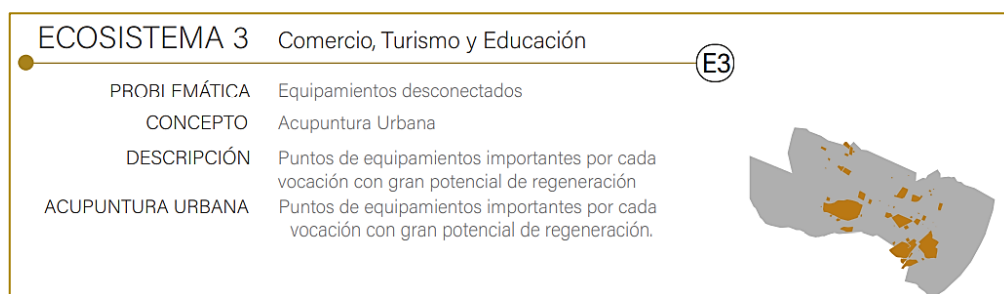 ECOSISTEMA 3 Comercio, Turismo y Educación
E3
PROBLEMÁTICA Equipamientos desconectados
CONCEPTO Acupuntura Urbana
DESCRIPCIÓN Puntos de equipamientos importantes por cada
vocación con gran potencial de regeneración
ACUPUNTURA URBANA Puntos de equipamientos importantes por cada
vocación con gran potencial de regeneración.